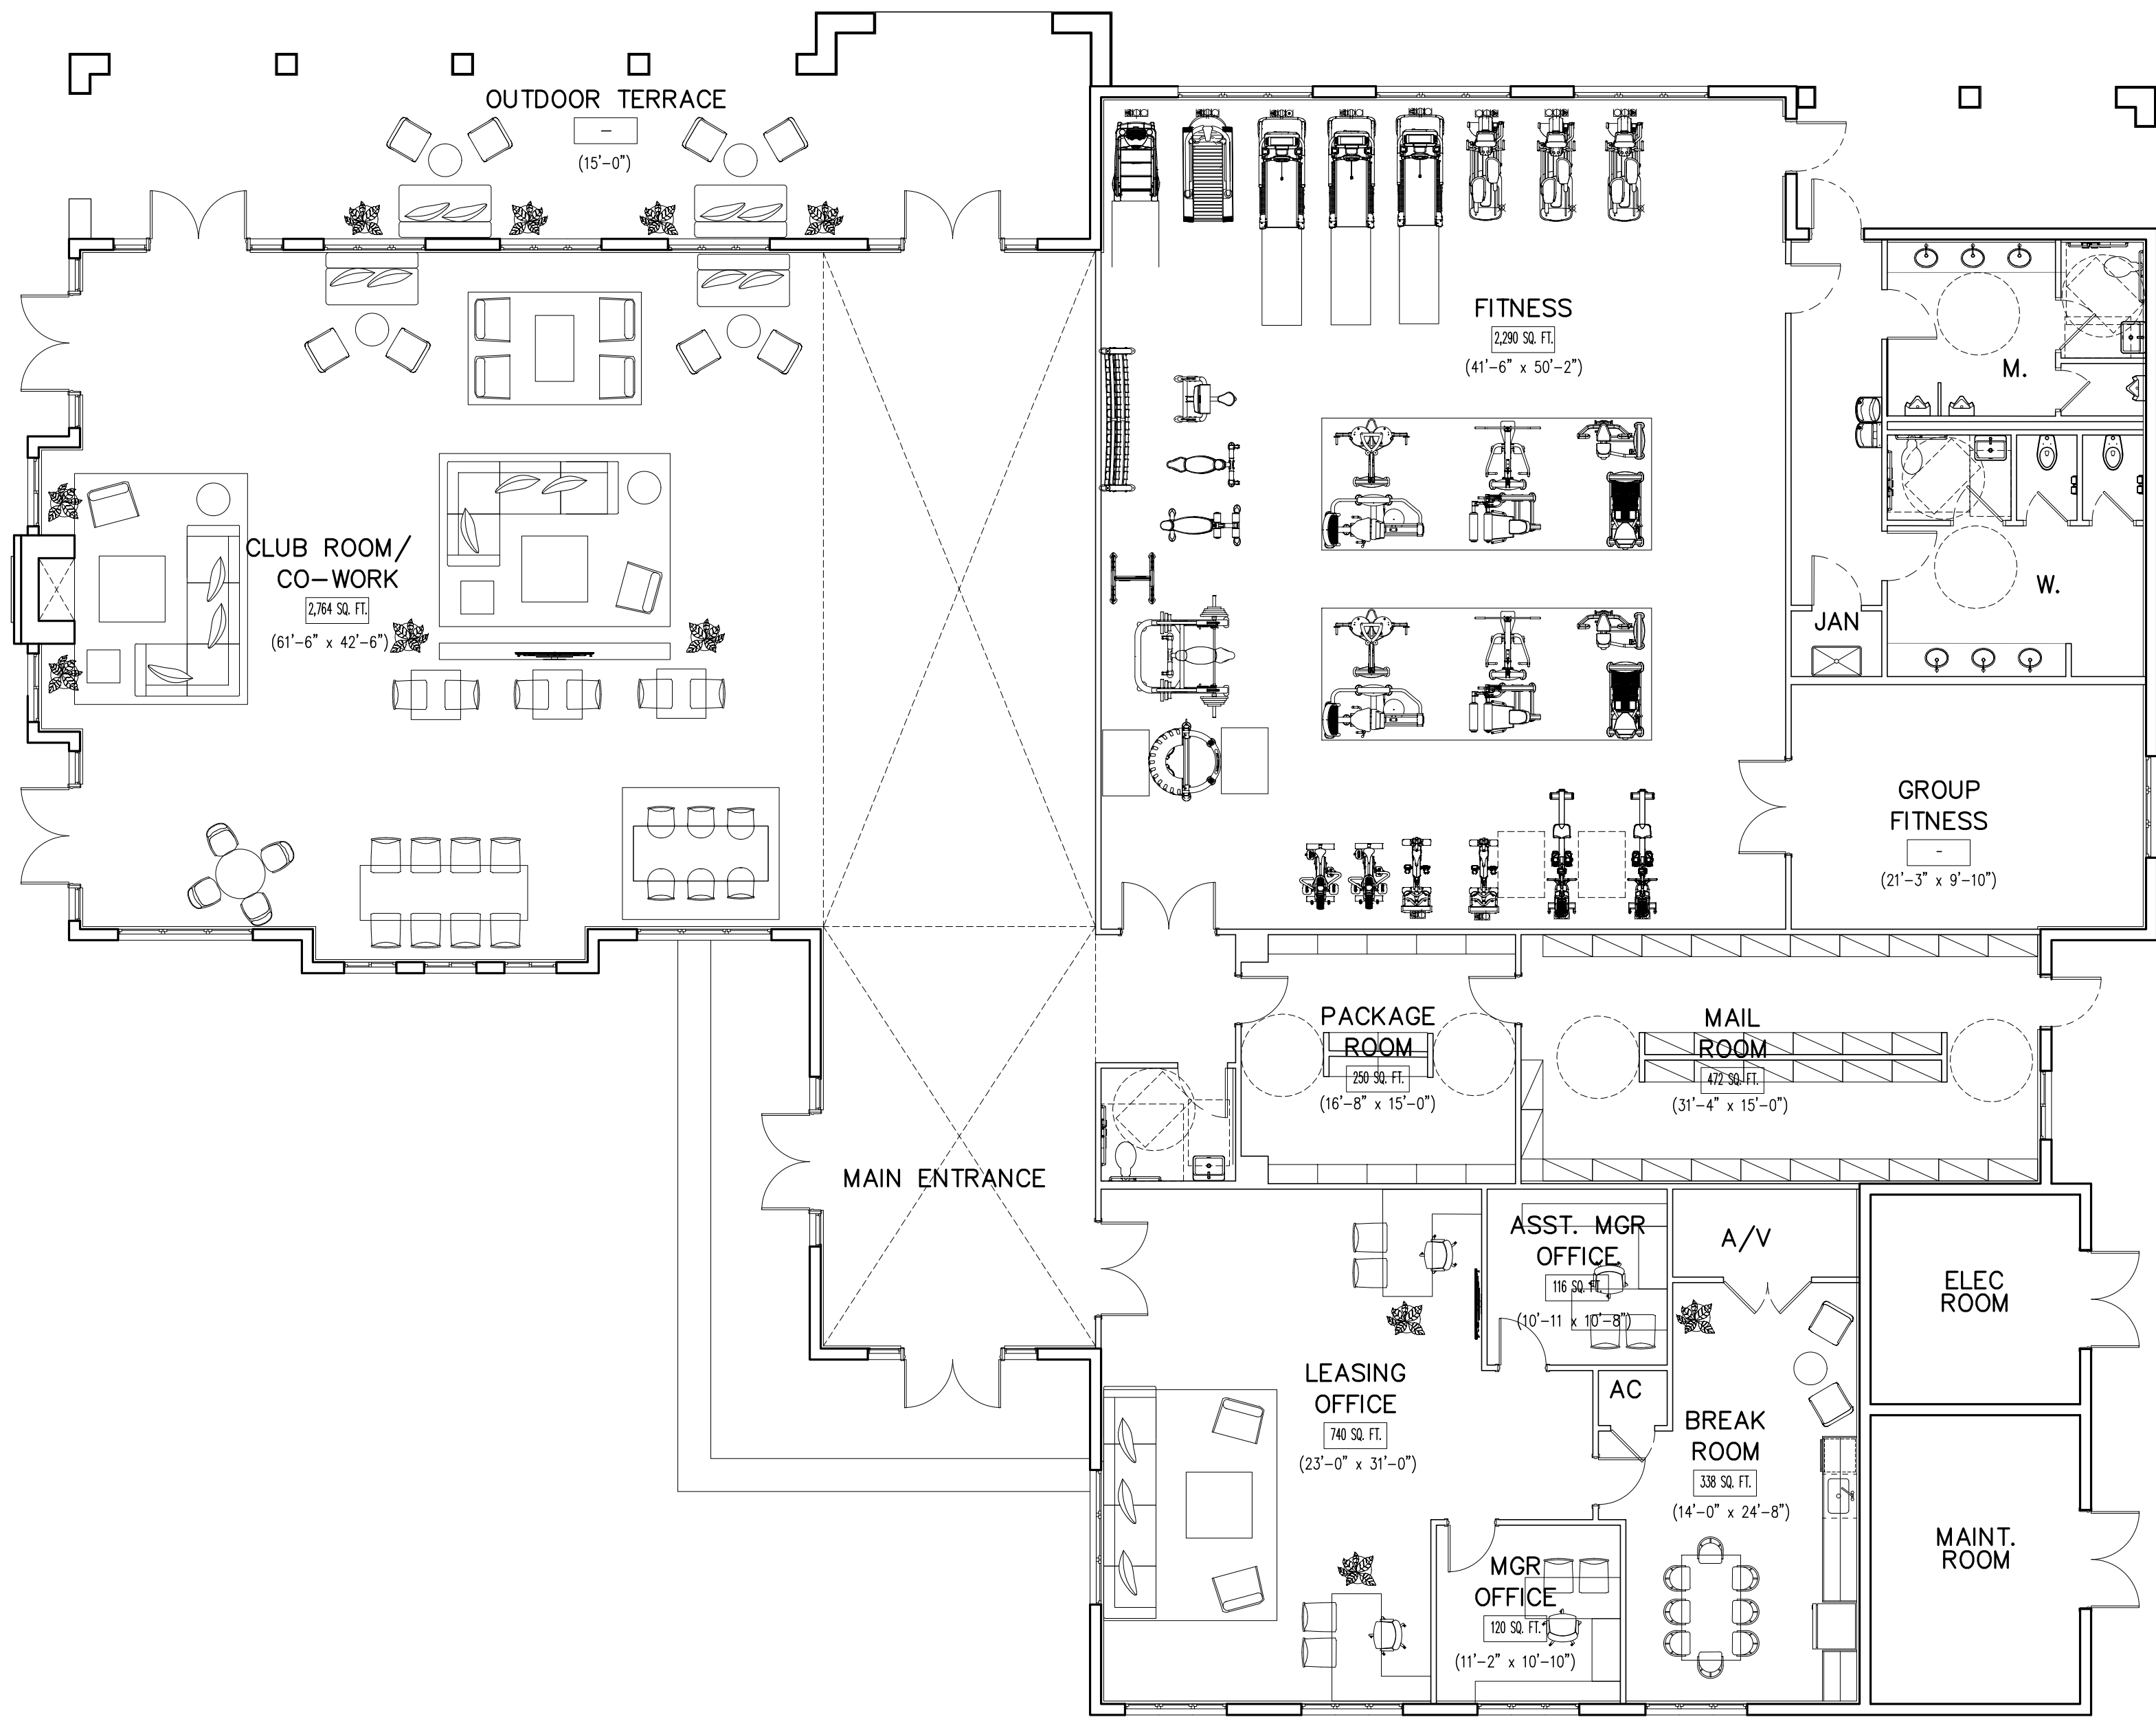 OUTDOOR TERRACE
-
(15'-0")
FITNESS
2,290 SQ. FT.
(41'-6" x 50'-2")
M.
CLUB ROOM/
CO-WORK
2,764 SQ. FT.
(61'-6" x 42'-6")
W.
JAN
GROUP
FITNESS
-
(21'-3" x 9'-10")
PACKAGE
ROOM
250 SQ. FT.
(16'-8" x 15'-0")
MAIL
ROOM
472 SQ. FT.
(31'-4" x 15'-0")
MAIN ENTRANCE
ASST. MGR
OFFICE
116 SQ. FT.
(10'-11 x 10'-8")
A/V
ELEC
ROOM
LEASING
OFFICE
740 SQ. FT.
(23'-0" x 31'-0")
AC
BREAK
ROOM
338 SQ. FT.
(14'-0" x 24'-8")
MGR
OFFICE
120 SQ. FT.
(11'-2" x 10'-10")
MAINT.
ROOM